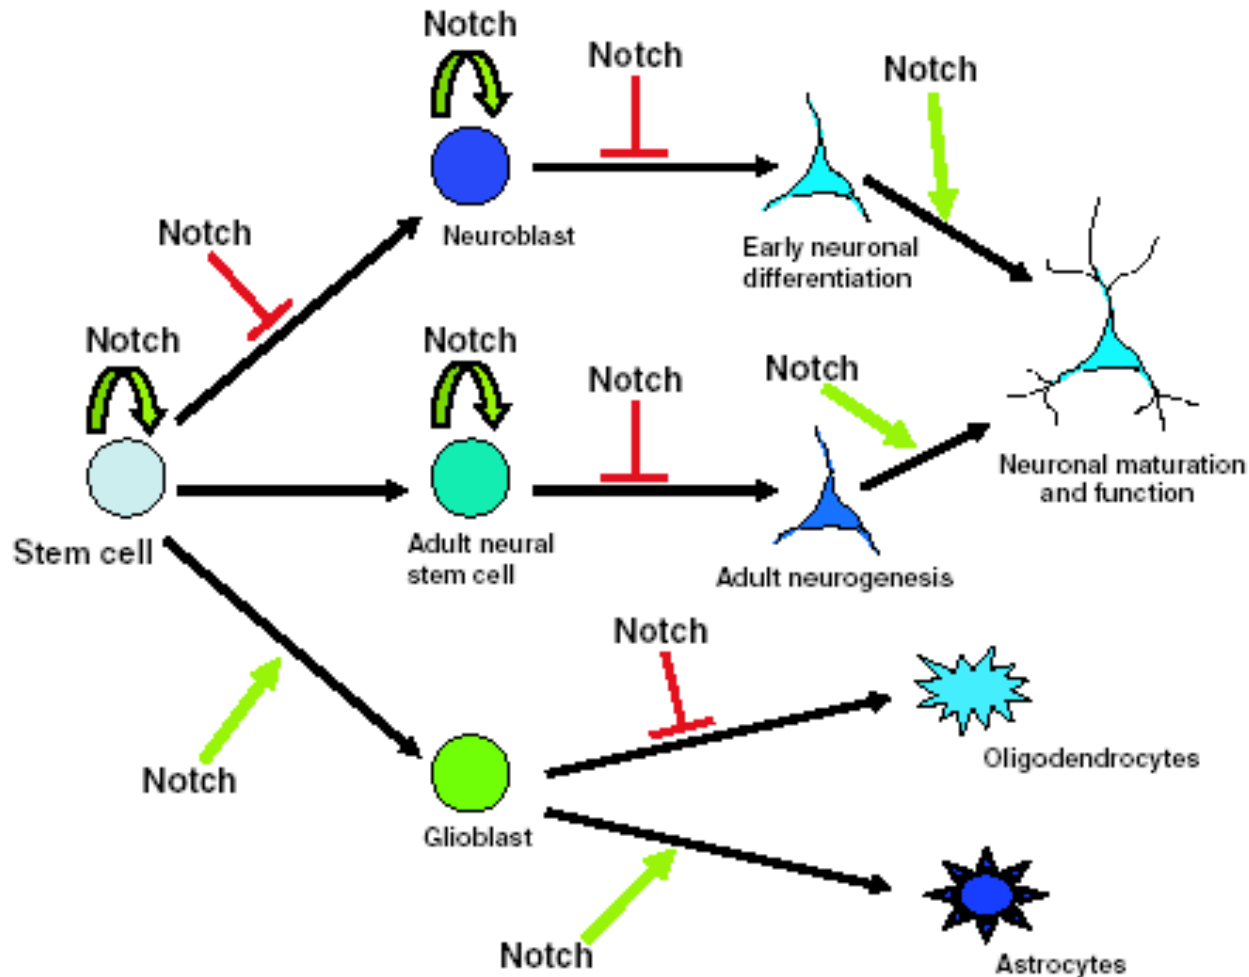 Notch
Notch
Notch
Neuroblast
Early neuronal
differentiation
Notch
Notch
Notch
Notch
Notch
Stem cell
Adult neural
stem cell
Adult neurogenesis
Neuronal maturation
and function
Notch
Notch
Glioblast
Oligodendrocytes
Notch
Astrocytes